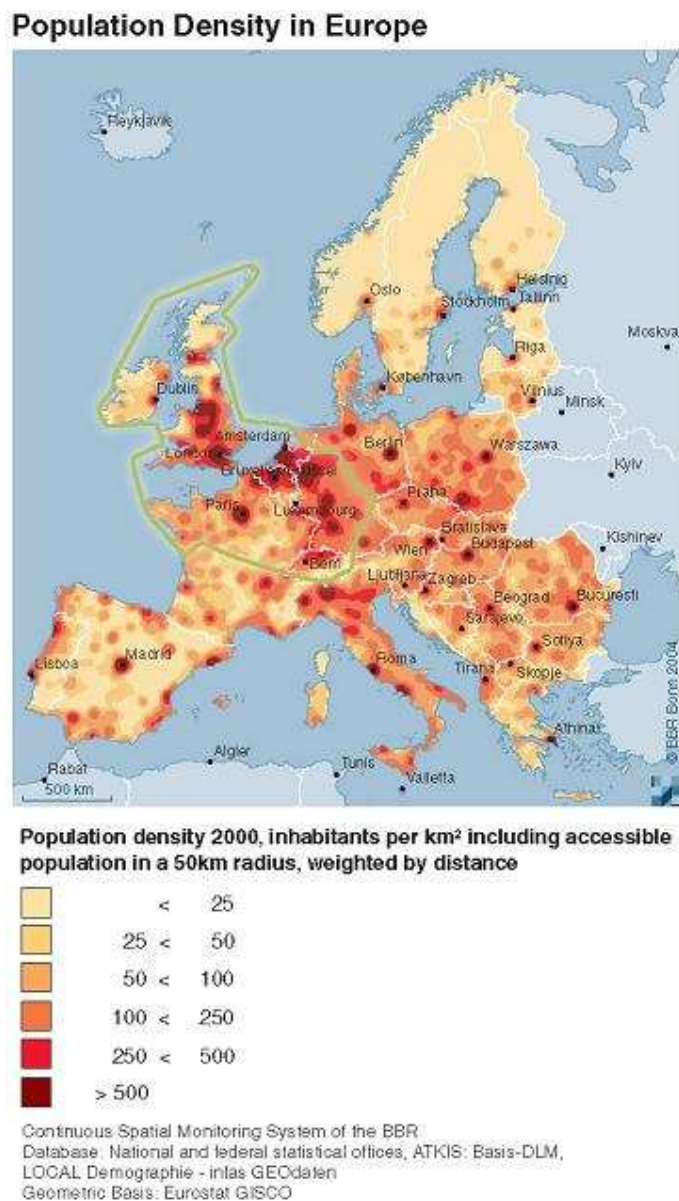 Population Density in Europe
Reykjavik
Helsinki
Oslo
Stockholm
Tallinn
Moskva
Riga
Dublin
København
Vilnius
Minsk
Amsterdam
Berlin
Warszawa
London
Kyiv
Praha
Paris
Luxembourg
Bratislava
Kishinev
Wien
Budapest
Bern
Ljubljana
Zagreb
Beograd
Bucuresti
Sarajevo
Madrid
Sofiya
Lisboa
Roma
Tirana
Skopje
© BBR Bonn 2004
Athinai
Algier
Tunis
Rabat
Valletta
500 km
Population density 2000, inhabitants per km² including accessible
population in a 50km radius, weighted by distance
< 25
25 < 50
50 < 100
100 < 250
250 < 500
> 500
Continuous Spatial Monitoring System of the BBR
Database: National and federal statistical offices, ATKIS: Basis-DLM,
LOCAL Demographie - infas GEOdaten
Geometric Basis: Eurostat GISCO